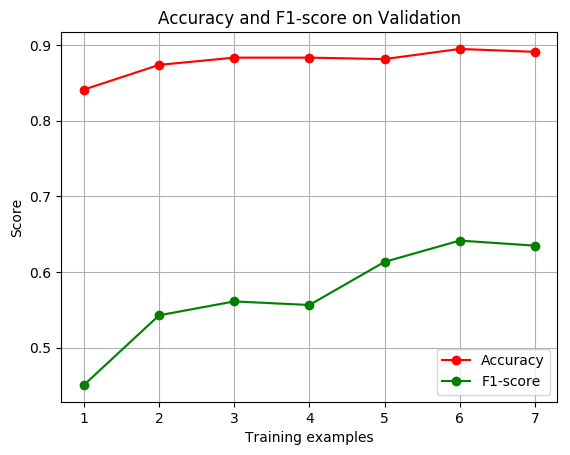 Accuracy and F1-score on Validation
0.9
0.8
0.7
0.6
0.5
Score
1 2 3 4 5 6 7
Training examples
Accuracy
F1-score